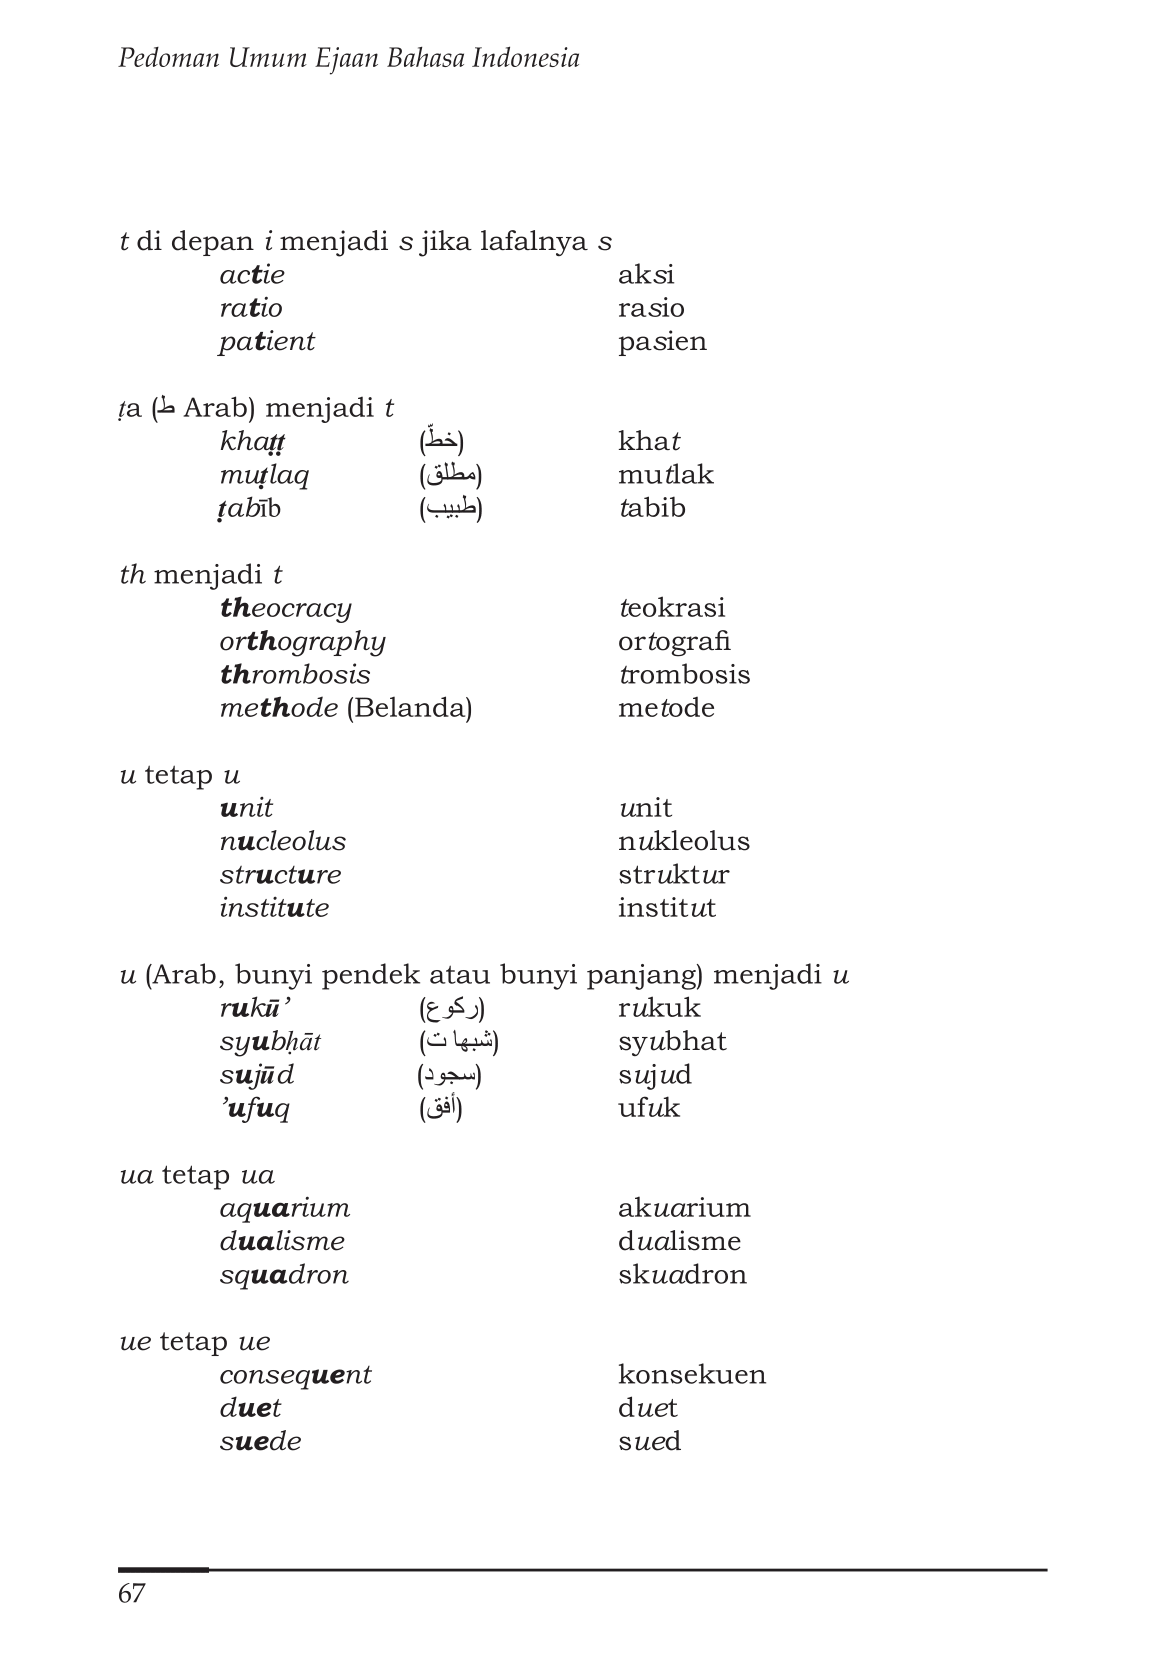 Pedoman Umum Ejaan Bahasa Indonesia
t di depan i menjadi s jika lafalnya s
actie aksi
ratio rasio
patient pasien
ṭa (ط Arab) menjadi t
khaṭṭ (خطّ) khat
muṭlaq (مطلق) mutlak
ṭabīb (طبيب) tabib
th menjadi t
theocracy teokrasi
orthography ortografi
thrombosis trombosis
methode (Belanda) metode
u tetap u
unit unit
nucleolus nukleolus
structure struktur
institute institut
u (Arab, bunyi pendek atau bunyi panjang) menjadi u
rukū’ (ركوع) rukuk
syubḥāt (شبها ت) syubhat
sujūd (سجود) sujud
’ufuq (أفق) ufuk
ua tetap ua
aquarium akuarium
dualisme dualisme
squadron skuadron
ue tetap ue
consequent konsekuen
duet duet
suede sued
67